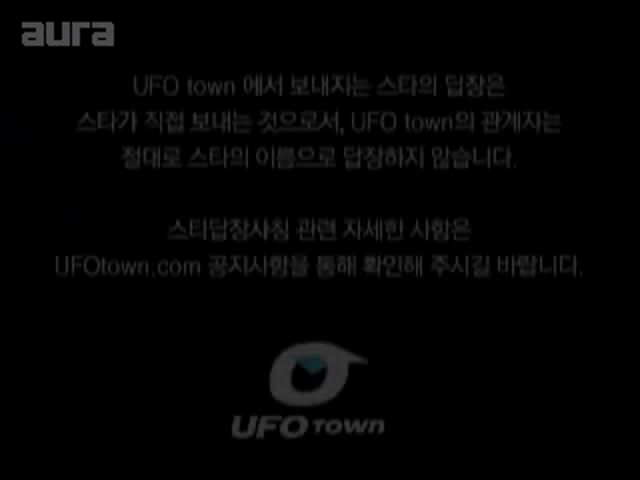 aura
UFO town 에서 보내지는 스타의 답장은
스타가 직접 보내는 것으로서, UFO town의 관계자는
절대로 스타의 이름으로 답장하지 않습니다.
스타답장사칭 관련 자세한 사항은
UFOtown.com 공지사항을 통해 확인해 주시길 바랍니다.
UFO TOWN